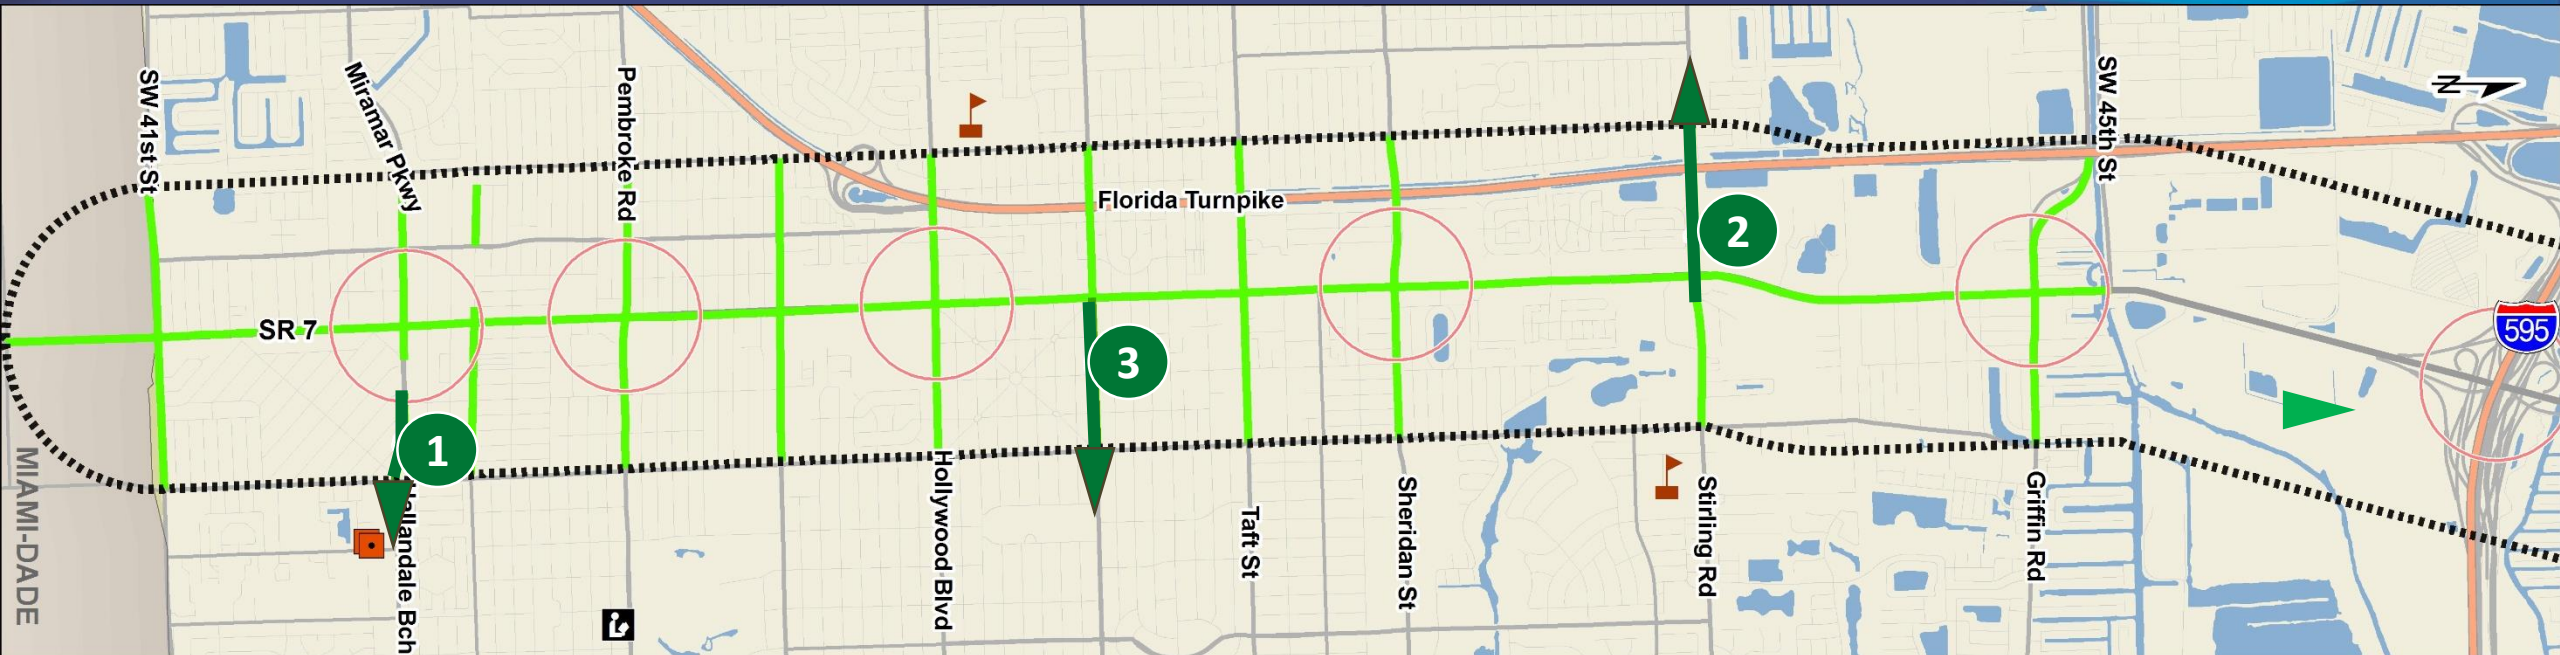 SW 41st St
Miramar Pkwy
Pembroke Rd
SW 45th St
N
Florida Turnpike
2
SR 7
595
3
1
Hollywood Blvd
Taft St
Sheridan St
Stirling Rd
Griffin Rd
MIAMI-DADE
allandale Bch